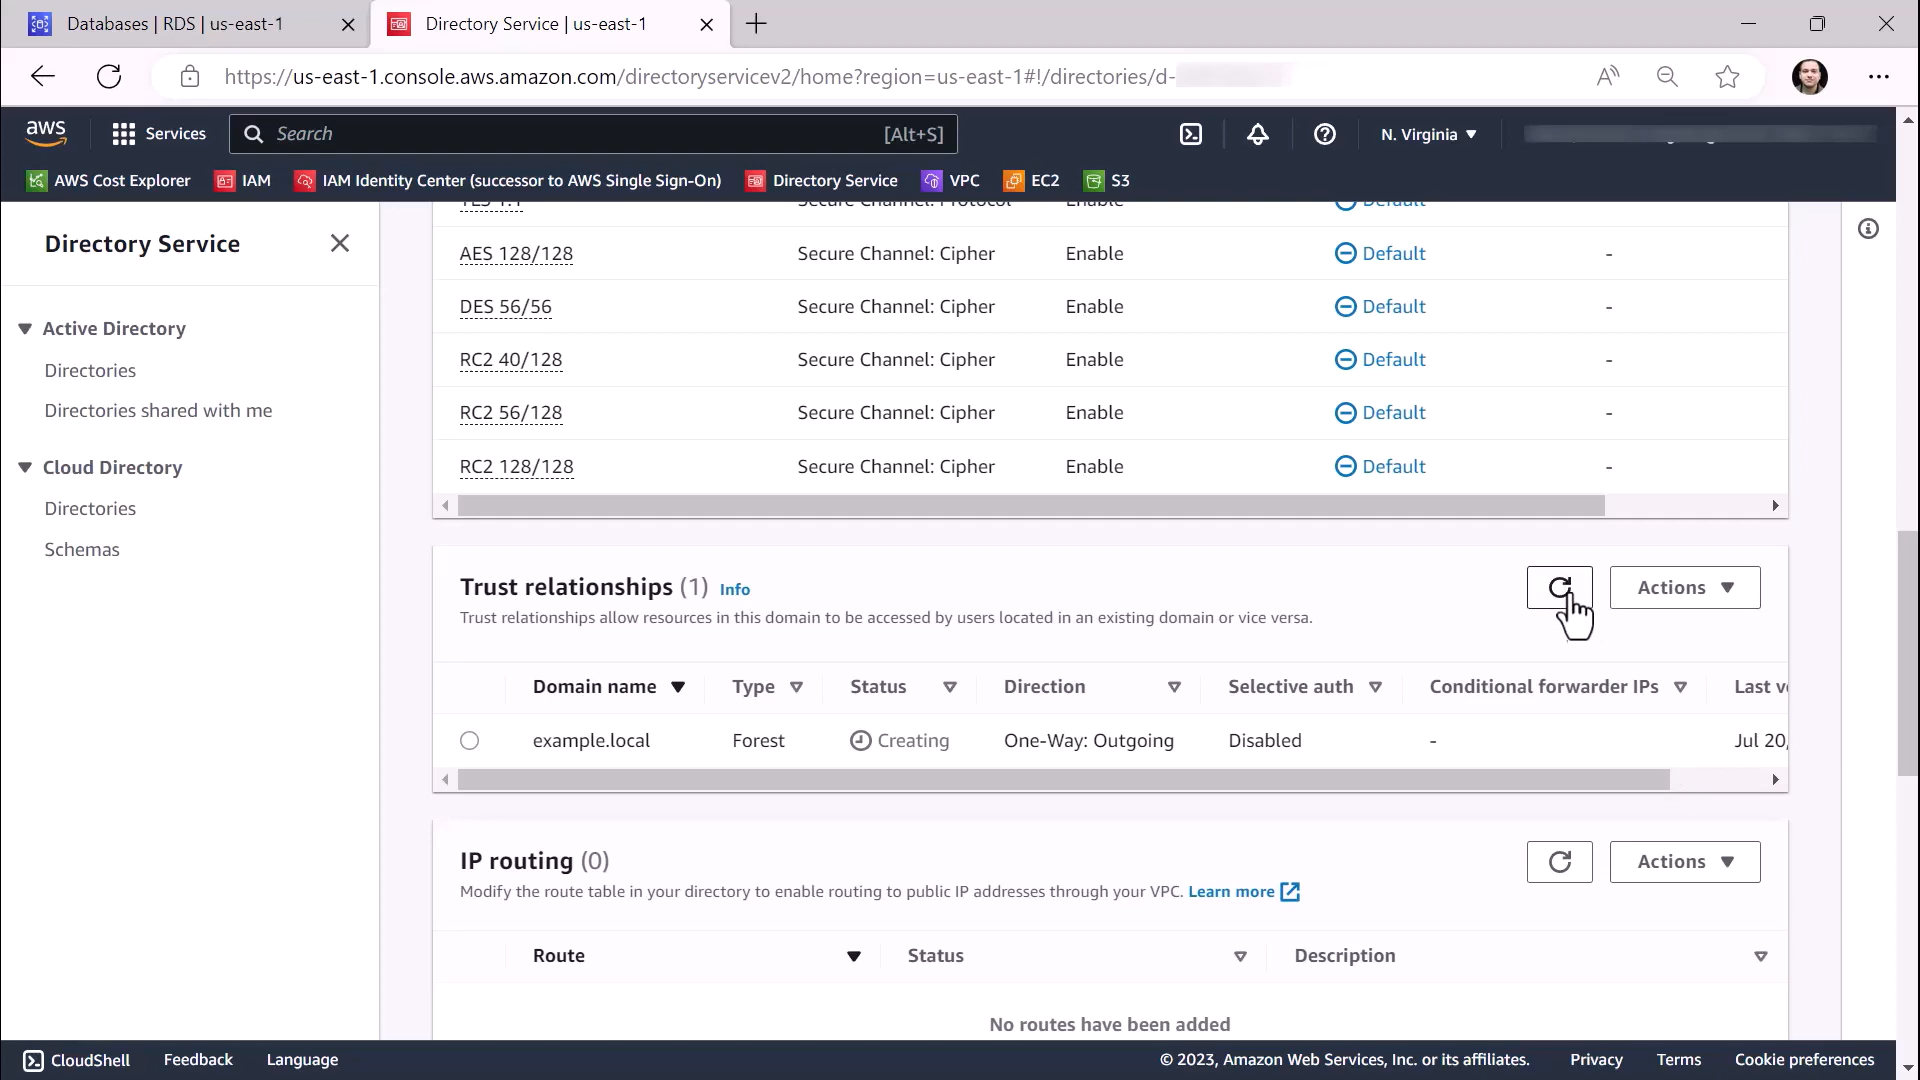 Databases | RDS | us-east-1
Directory Service | us-east-1
https://us-east-1.console.aws.amazon.com/directoryservicev2/home?region=us-east-1#!/directories/d-
aws
Services
Search
[Alt+S]
N. Virginia
AWS Cost Explorer
IAM
IAM Identity Center (successor to AWS Single Sign-On)
Directory Service
VPC
EC2
S3
Directory Service
Active Directory
Directories
Directories shared with me
Cloud Directory
Directories
Schemas
Secure Channel: Protocol Enable Default
AES 128/128 Secure Channel: Cipher Enable Default -
DES 56/56 Secure Channel: Cipher Enable Default -
RC2 40/128 Secure Channel: Cipher Enable Default -
RC2 56/128 Secure Channel: Cipher Enable Default -
RC2 128/128 Secure Channel: Cipher Enable Default -
Trust relationships (1) Info
Trust relationships allow resources in this domain to be accessed by users located in an existing domain or vice versa.
Actions
Domain name Type Status Direction Selective auth Conditional forwarder IPs Last v
example.local Forest Creating One-Way: Outgoing Disabled - Jul 20,
IP routing (0)
Modify the route table in your directory to enable routing to public IP addresses through your VPC. Learn more
Actions
Route Status Description
No routes have been added
CloudShell Feedback Language © 2023, Amazon Web Services, Inc. or its affiliates. Privacy Terms Cookie preferences